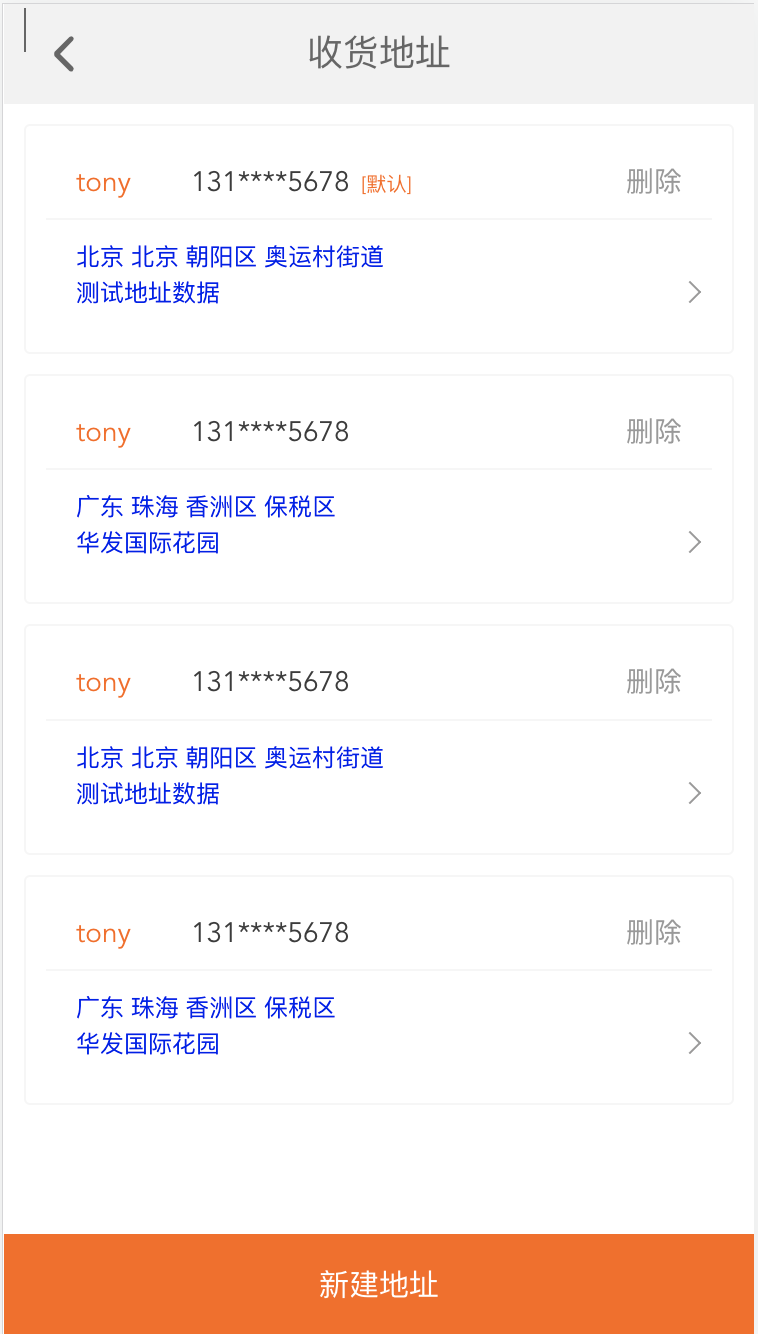 收货地址
tony 131****5678 [默认] 删除
北京 北京 朝阳区 奥运村街道
测试地址数据
tony 131****5678 删除
广东 珠海 香洲区 保税区
华发国际花园
tony 131****5678 删除
北京 北京 朝阳区 奥运村街道
测试地址数据
tony 131****5678 删除
广东 珠海 香洲区 保税区
华发国际花园
新建地址